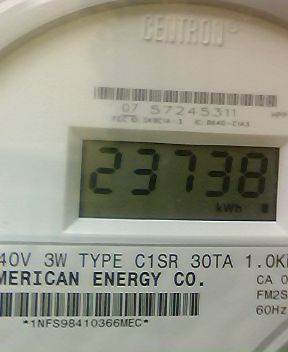 CENTRON®
07 57245311
23738
kWh
40V 3W TYPE C1SR 30TA 1.0K
MERICAN ENERGY CO.
CA 0
FM2S
60Hz
*1NFS98410366MEC*